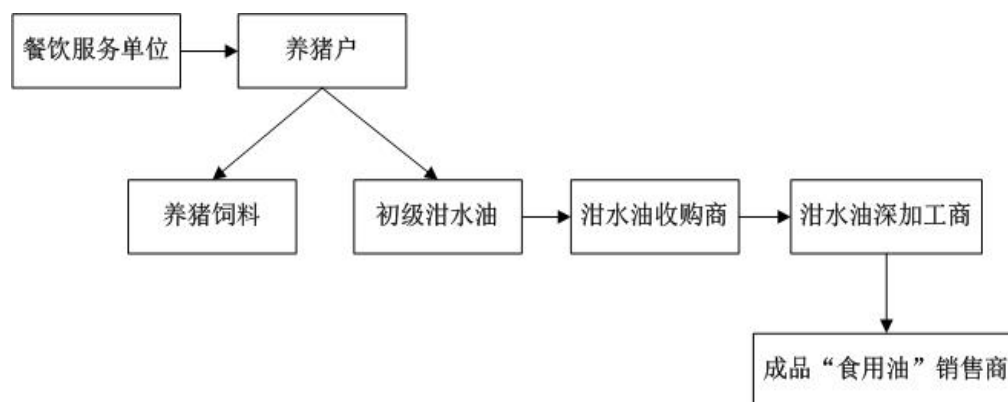 餐饮服务单位
养猪户
养猪饲料
初级泔水油
泔水油收购商
泔水油深加工商
成品“食用油”销售商